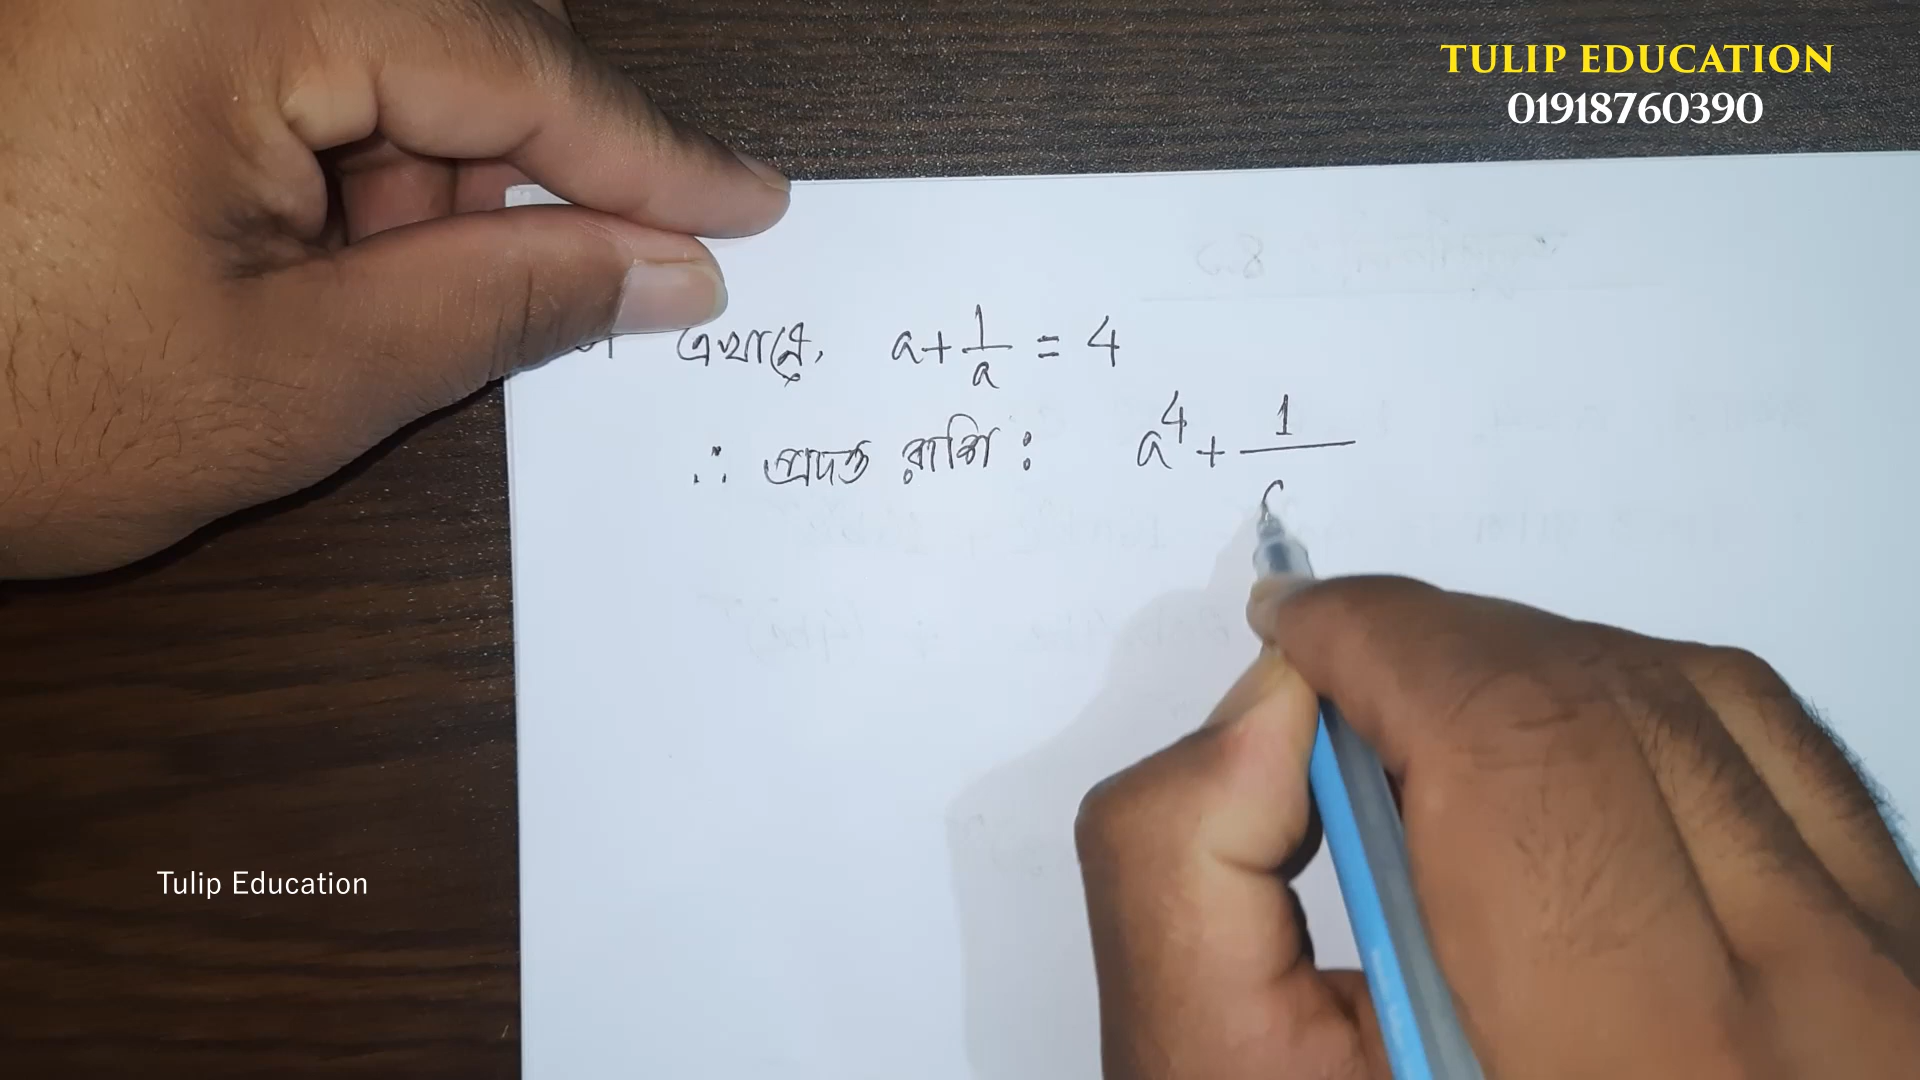 TULIP EDUCATION
01918760390
এখানে, a + 1/a = 4
∴ প্রদত্ত রাশি : a⁴ + 1/
Tulip Education